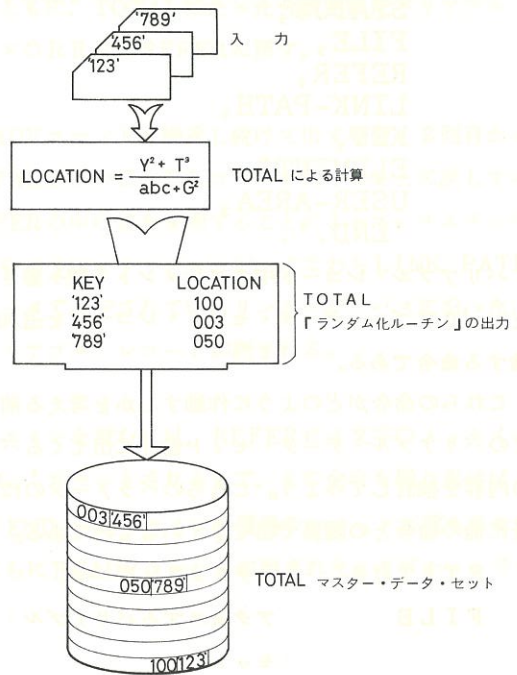 '789'
'456'
'123'
入 力
LOCATION = Y² + T³ / abc + G²
TOTAL による計算
KEY LOCATION
'123' 100
'456' 003
'789' 050
TOTAL
『ランダム化ルーチン』の出力
003'456'
050'789'
100'123'
TOTAL マスター・データ・セット